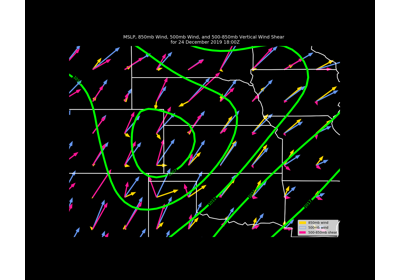 MSLP, 850mb Wind, 500mb Wind, and 500-850mb Vertical Wind Shear
for 24 December 2019 18:00Z
850mb wind
500mb wind
500-850mb shear